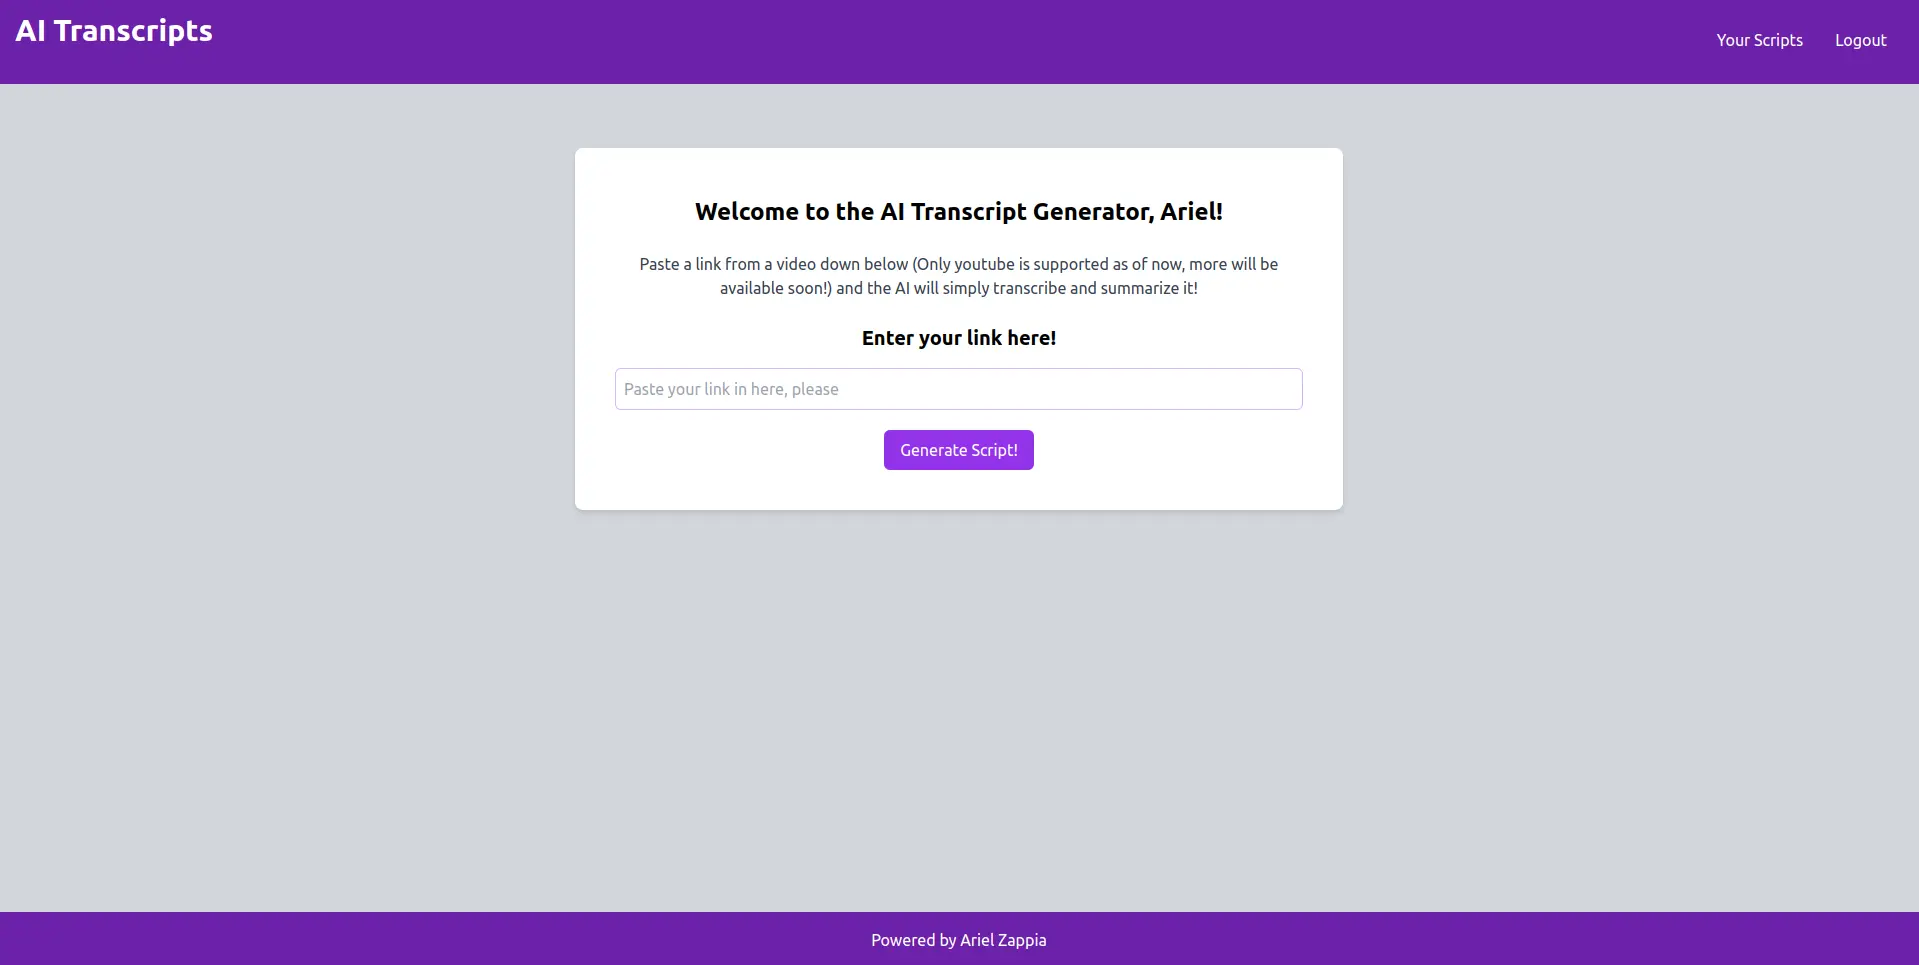 AI Transcripts
Your Scripts
Logout
Welcome to the AI Transcript Generator, Ariel!
Paste a link from a video down below (Only youtube is supported as of now, more will be
available soon!) and the AI will simply transcribe and summarize it!
Enter your link here!
Paste your link in here, please
Generate Script!
Powered by Ariel Zappia